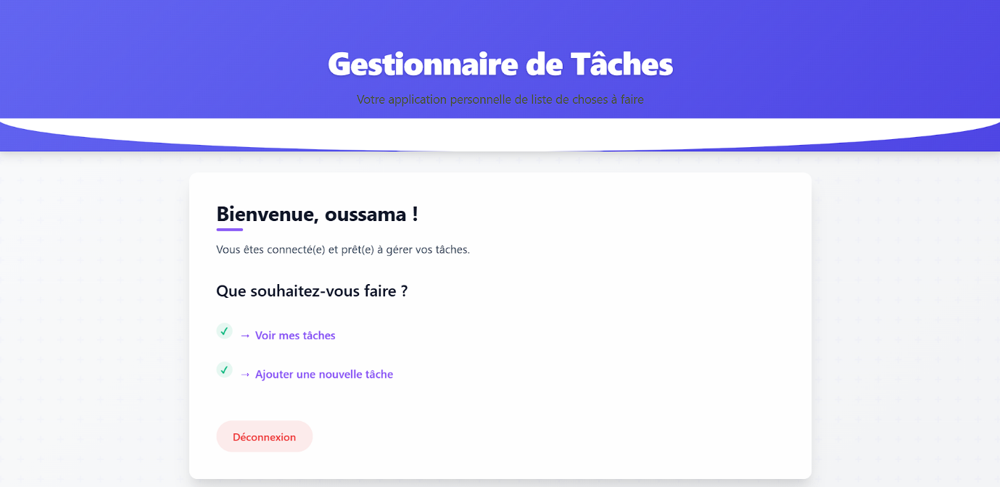 Gestionnaire de Tâches
Votre application personnelle de liste de choses à faire
Bienvenue, oussama !
Vous êtes connecté(e) et prêt(e) à gérer vos tâches.
Que souhaitez-vous faire ?
✓ → Voir mes tâches
✓ → Ajouter une nouvelle tâche
Déconnexion